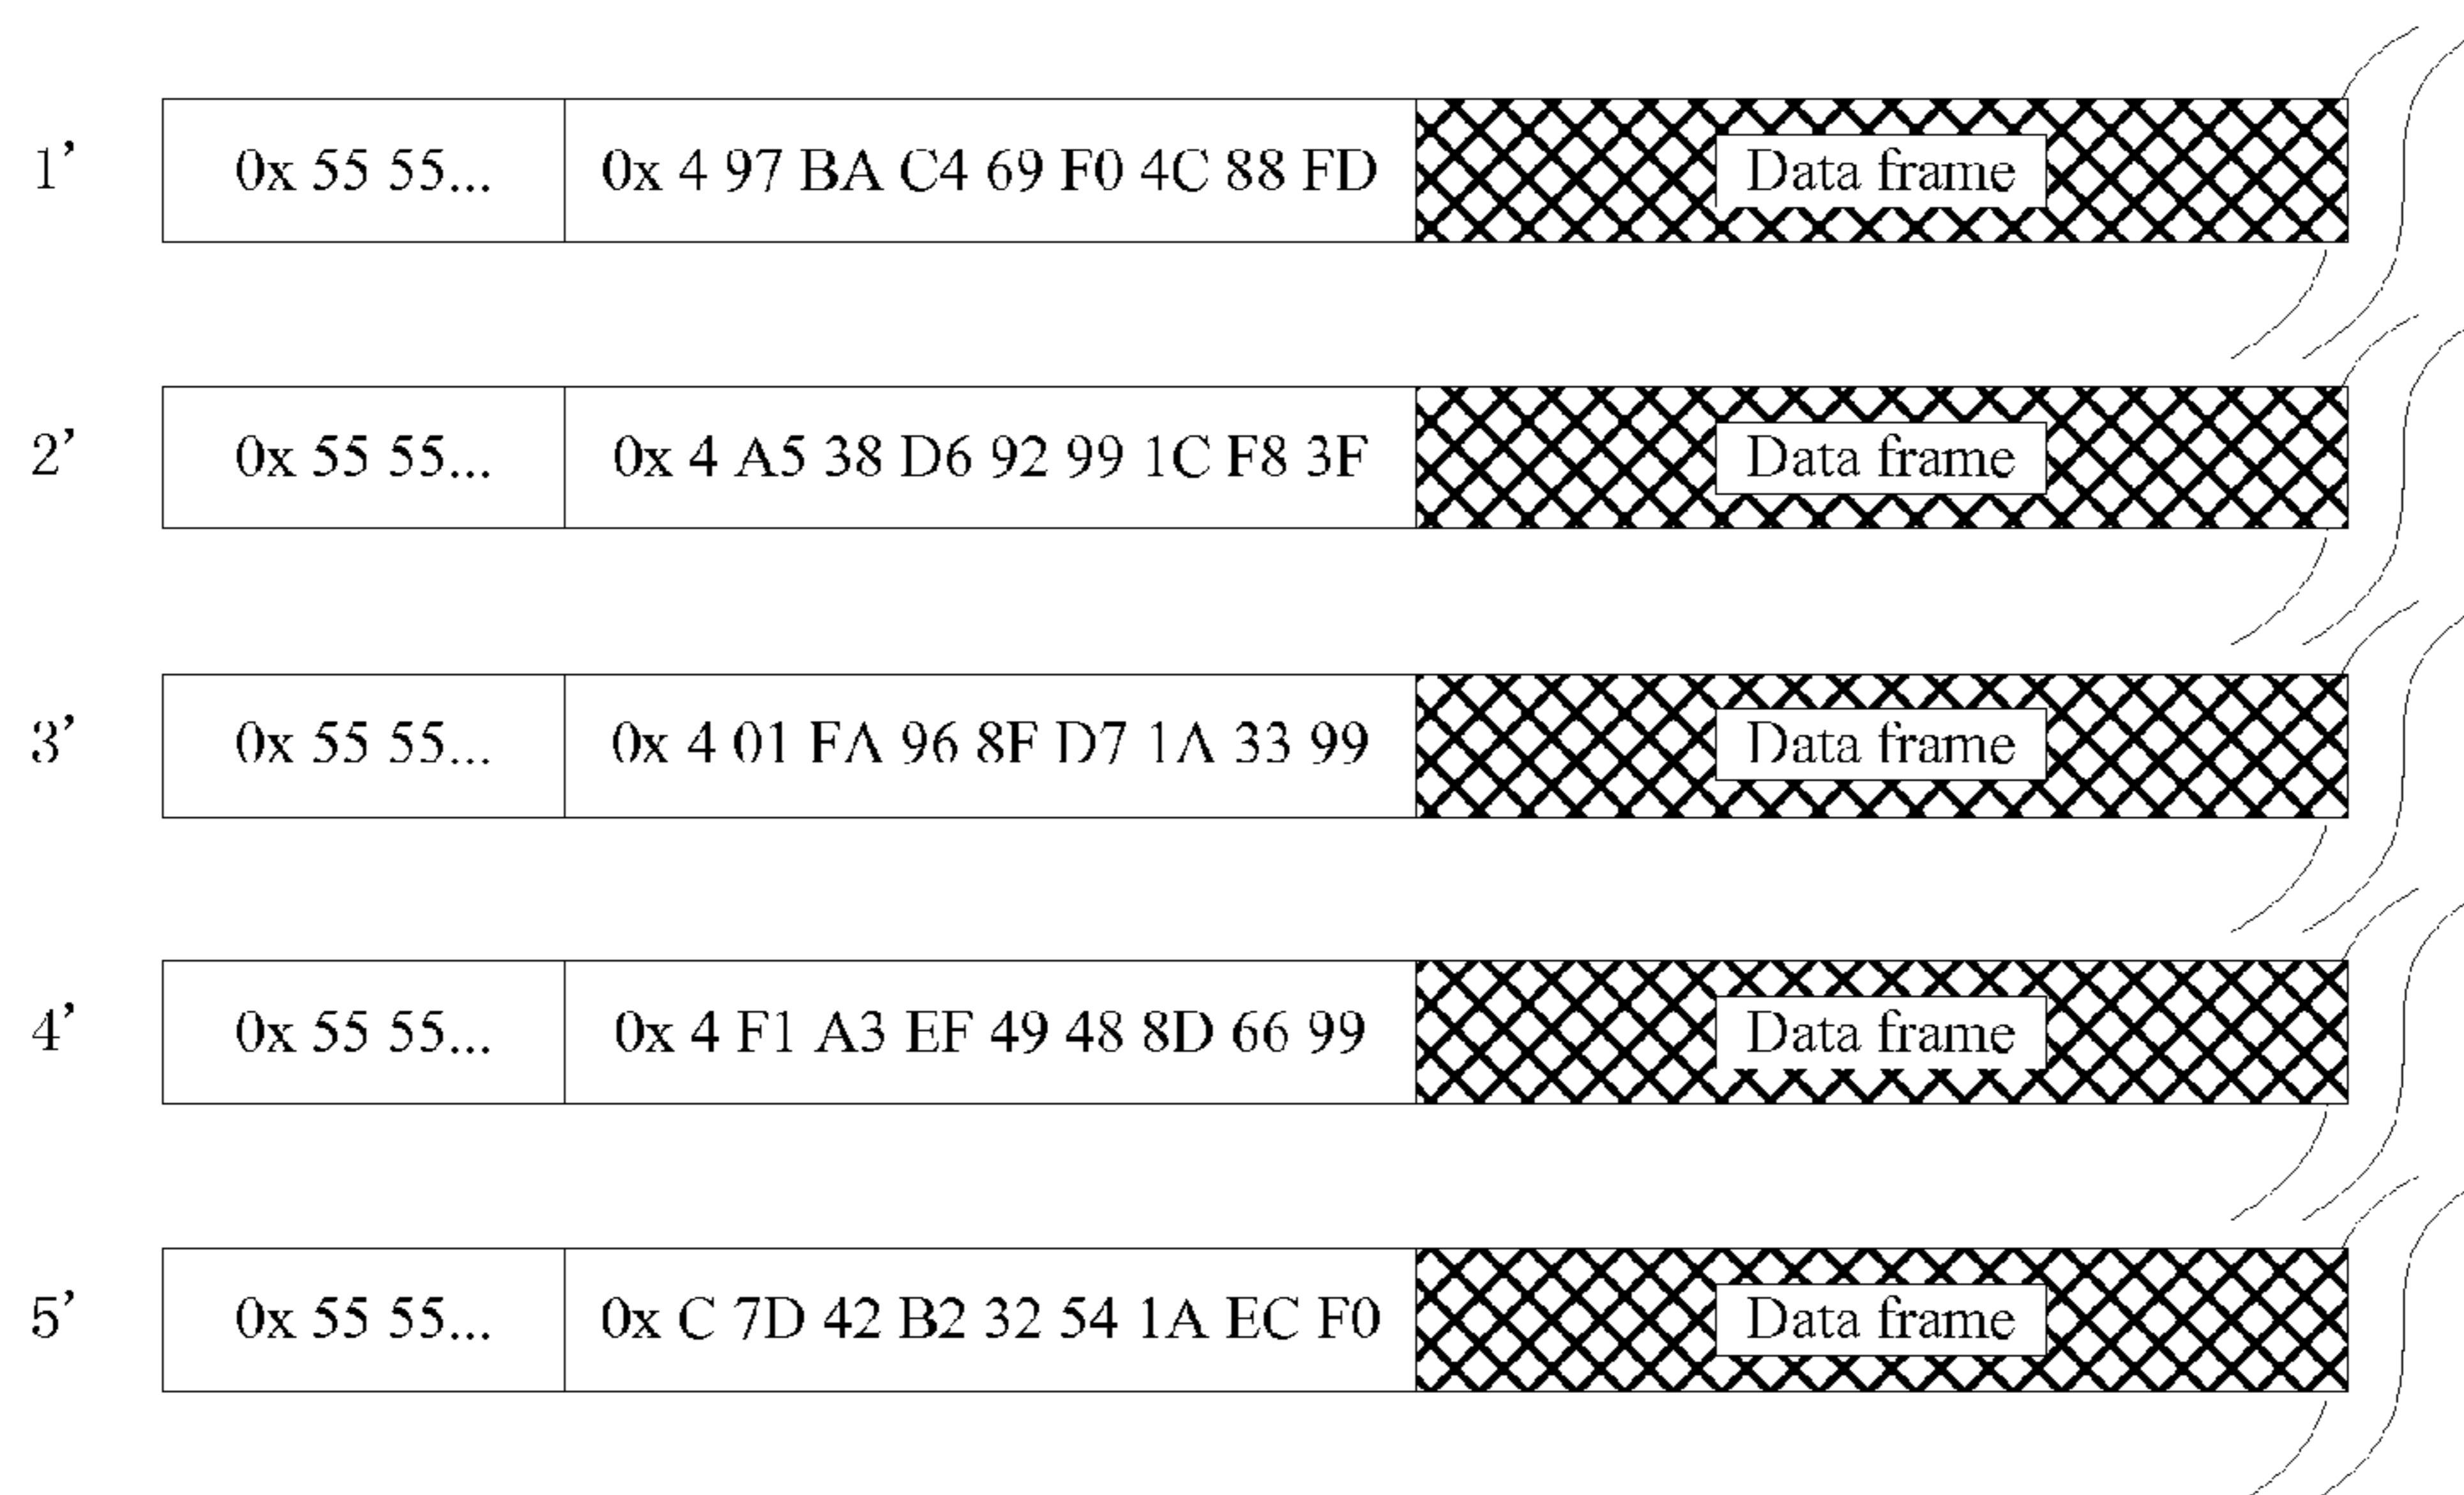 1’ 0x 55 55... 0x 4 97 BA C4 69 F0 4C 88 FD Data frame
2’ 0x 55 55... 0x 4 A5 38 D6 92 99 1C F8 3F Data frame
3’ 0x 55 55... 0x 4 01 FA 96 8F D7 1A 33 99 Data frame
4’ 0x 55 55... 0x 4 F1 A3 EF 49 48 8D 66 99 Data frame
5’ 0x 55 55... 0x C 7D 42 B2 32 54 1A EC F0 Data frame